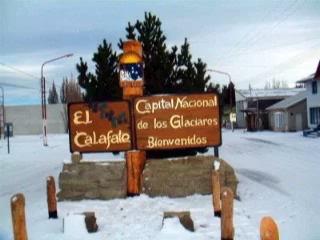 El
Calafate
Capital Nacional
de los Glaciares
Bienvenidos